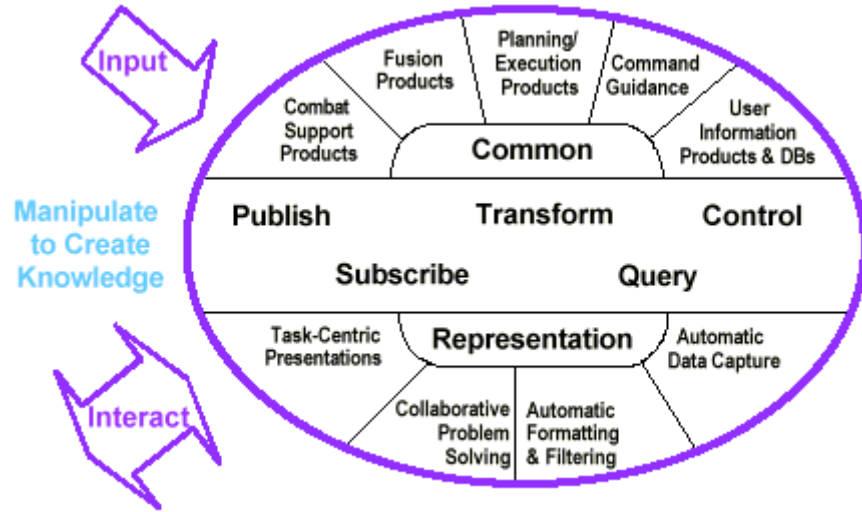 Input
Combat
Support
Products
Fusion
Products
Planning/
Execution
Products
Command
Guidance
User
Information
Products & DBs
Common
Manipulate
to Create
Knowledge
Publish
Transform
Control
Subscribe
Query
Interact
Task-Centric
Presentations
Representation
Automatic
Data Capture
Collaborative
Problem
Solving
Automatic
Formatting
& Filtering